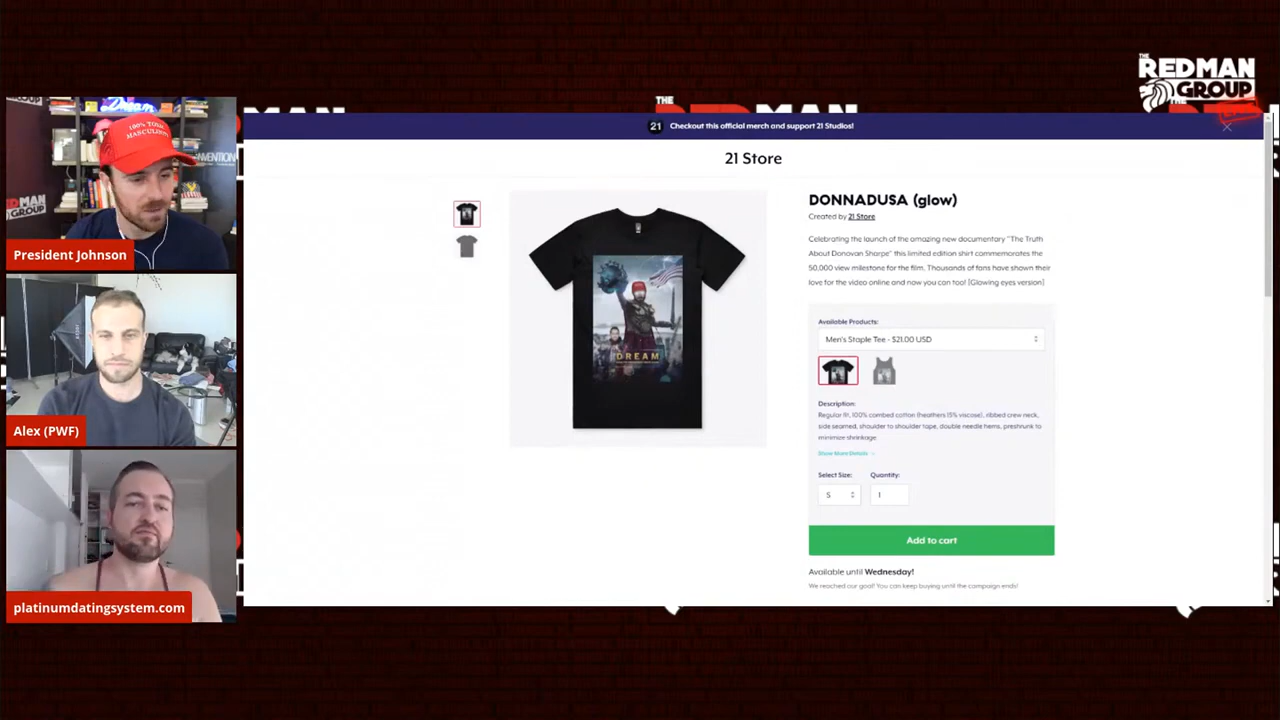 THE
REDMAN
GROUP
REDMAN
Checkout this official merch and support 21 Studios!
21
21 Store
100% TOXIC
MASCULINITY
President Johnson
Alex (PWF)
platinumdatingsystem.com
DREAM
DONNADUSA (glow)
Created by 21 Store
Celebrating the launch of the amazing new documentary "The Truth
About Donovan Sharpe" this limited edition shirt commemorates the
50,000 view milestone for the film. Thousands of fans have shown their
love for the video online and now you can too! [Glowing eyes version]
Available Products:
Men's Staple Tee - $21.00 USD
Description:
Regular fit, 100% combed cotton (heathers 15% viscose), ribbed crew neck,
side seamed, shoulder to shoulder tape, double needle hems, preshrunk to
minimize shrinkage
Show More Details
Select Size:
Quantity:
S
1
Add to cart
Available until Wednesday!
We reached our goal! You can keep buying until the campaign ends!